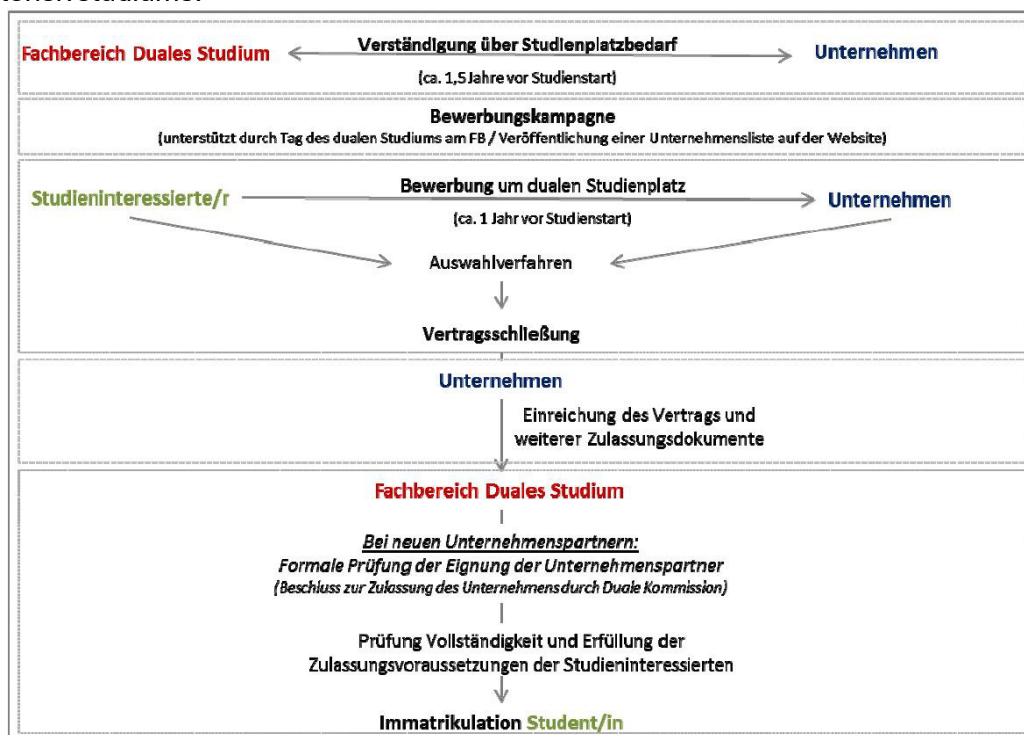 Fachbereich Duales Studium
Verständigung über Studienplatzbedarf
Unternehmen
(ca. 1,5 Jahre vor Studienstart)
Bewerbungskampagne
(unterstützt durch Tag des dualen Studiums am FB / Veröffentlichung einer Unternehmensliste auf der Website)
Studieninteressierte/r
Bewerbung um dualen Studienplatz
Unternehmen
(ca. 1 Jahr vor Studienstart)
Auswahlverfahren
Vertragsschließung
Unternehmen
Einreichung des Vertrags und
weiterer Zulassungsdokumente
Fachbereich Duales Studium
Bei neuen Unternehmenspartnern:
Formale Prüfung der Eignung der Unternehmenspartner
(Beschluss zur Zulassung des Unternehmens durch Duale Kommission)
Prüfung Vollständigkeit und Erfüllung der
Zulassungsvoraussetzungen der Studieninteressierten
Immatrikulation Student/in